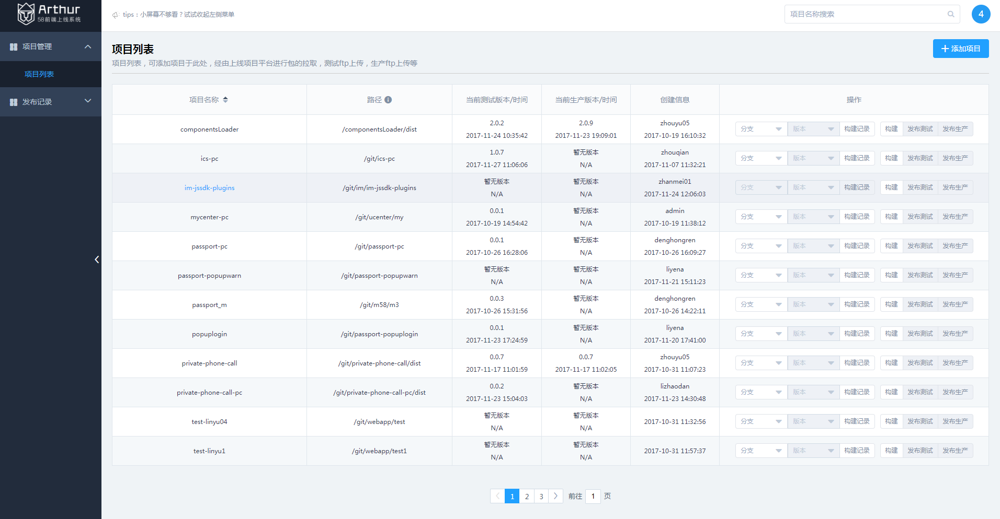 Arthur
58前端上线系统
tips：小屏幕不够看？试试收起左侧菜单
项目名称搜索
4
项目管理
项目列表
发布记录
项目列表
添加项目
项目列表，可添加项目于此处，经由上线项目平台进行包的拉取，测试ftp上传，生产ftp上传等
项目名称 路径 当前测试版本/时间 当前生产版本/时间 创建信息 操作
componentsLoader /componentsLoader/dist 2.0.2 2.0.9 zhouyu05 分支 版本 构建记录 构建 发布测试 发布生产
2017-11-24 10:35:42 2017-11-23 19:09:01 2017-10-19 16:10:32
ics-pc /git/ics-pc 1.0.7 暂无版本 zhouqian 分支 版本 构建记录 构建 发布测试 发布生产
2017-11-27 11:06:06 N/A 2017-11-07 11:32:21
im-jssdk-plugins /git/im/im-jssdk-plugins 暂无版本 暂无版本 zhanmei01 分支 版本 构建记录 构建 发布测试 发布生产
N/A N/A 2017-11-24 12:06:03
mycenter-pc /git/ucenter/my 0.0.1 暂无版本 admin 分支 版本 构建记录 构建 发布测试 发布生产
2017-10-19 14:54:42 N/A 2017-10-19 11:38:12
passport-pc /git/passport-pc 0.0.1 暂无版本 denghongren 分支 版本 构建记录 构建 发布测试 发布生产
2017-10-26 16:28:06 N/A 2017-10-26 16:09:27
passport-popupwarn /git/passport-popupwarn 暂无版本 暂无版本 liyena 分支 版本 构建记录 构建 发布测试 发布生产
N/A N/A 2017-11-21 15:11:23
passport_m /git/m58/m3 0.0.3 暂无版本 denghongren 分支 版本 构建记录 构建 发布测试 发布生产
2017-10-26 15:31:56 N/A 2017-10-26 14:22:11
popuplogin /git/passport-popuplogin 0.0.1 暂无版本 liyena 分支 版本 构建记录 构建 发布测试 发布生产
2017-11-23 17:24:59 N/A 2017-11-20 17:41:00
private-phone-call /git/private-phone-call/dist 0.0.7 0.0.7 zhouyu05 分支 版本 构建记录 构建 发布测试 发布生产
2017-11-17 11:01:59 2017-11-17 11:02:05 2017-10-31 11:07:23
private-phone-call-pc /git/private-phone-call-pc/dist 0.0.2 暂无版本 lizhaodan 分支 版本 构建记录 构建 发布测试 发布生产
2017-11-23 15:04:03 N/A 2017-11-23 14:30:48
test-linyu04 /git/webapp/test 暂无版本 暂无版本 2017-10-31 11:32:56 分支 版本 构建记录 构建 发布测试 发布生产
N/A N/A
test-linyu1 /git/webapp/test1 暂无版本 暂无版本 2017-10-31 11:57:37 分支 版本 构建记录 构建 发布测试 发布生产
N/A N/A
1 2 3 前往 1 页